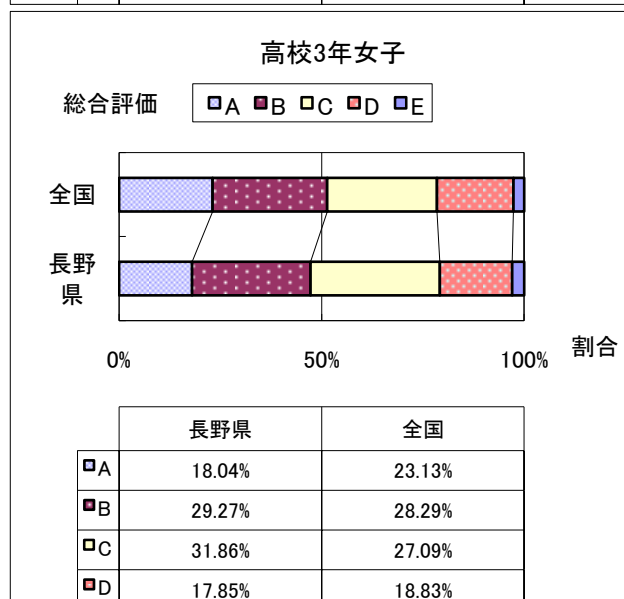 高校3年女子
総合評価
A B C D E
全国
長野
県
0% 50% 100% 割合
長野県 全国
A 18.04% 23.13%
B 29.27% 28.29%
C 31.86% 27.09%
D 17.85% 18.83%